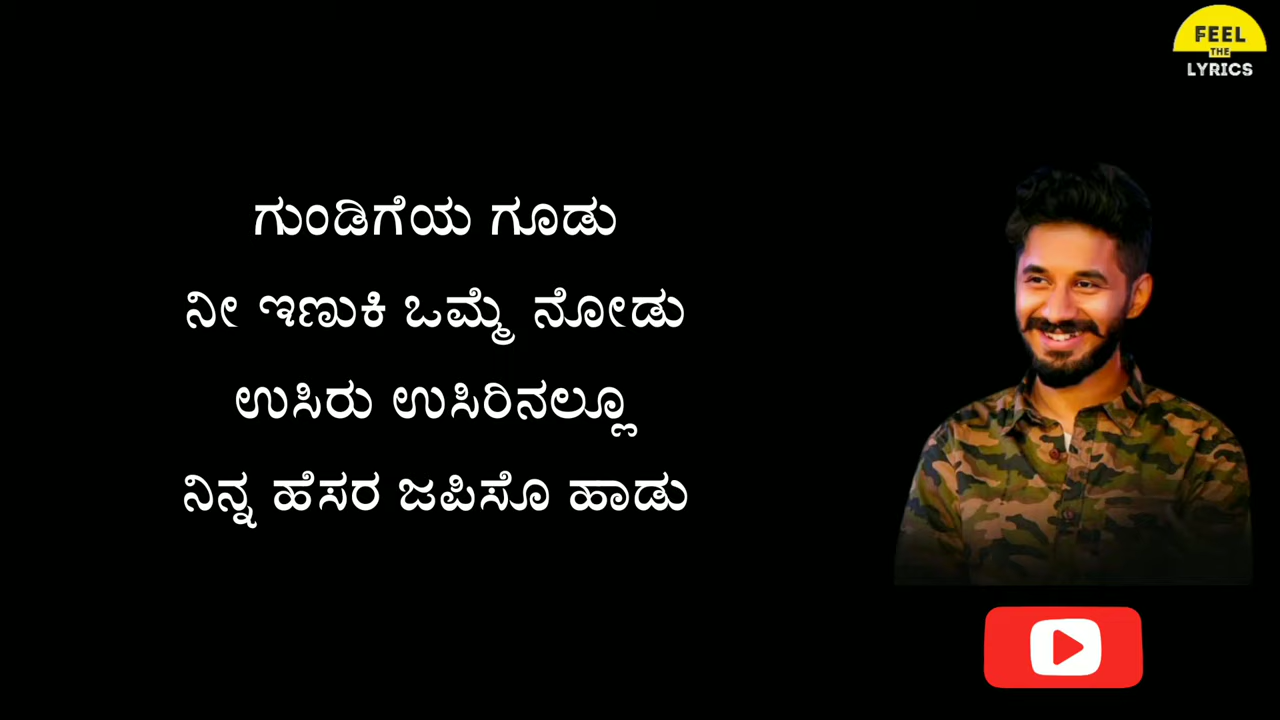 FEEL
THE
LYRICS
ಗುಂಡಿಗೆಯ ಗೂಡು
ನೀ ಇಣುಕಿ ಒಮ್ಮೆ ನೋಡು
ಉಸಿರು ಉಸಿರಿನಲ್ಲೂ
ನಿನ್ನ ಹೆಸರ ಜಪಿಸೊ ಹಾಡು